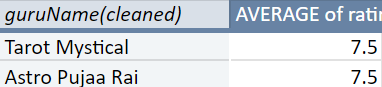 guruName(cleaned) AVERAGE of ratin
Tarot Mystical 7.5
Astro Pujaa Rai 7.5